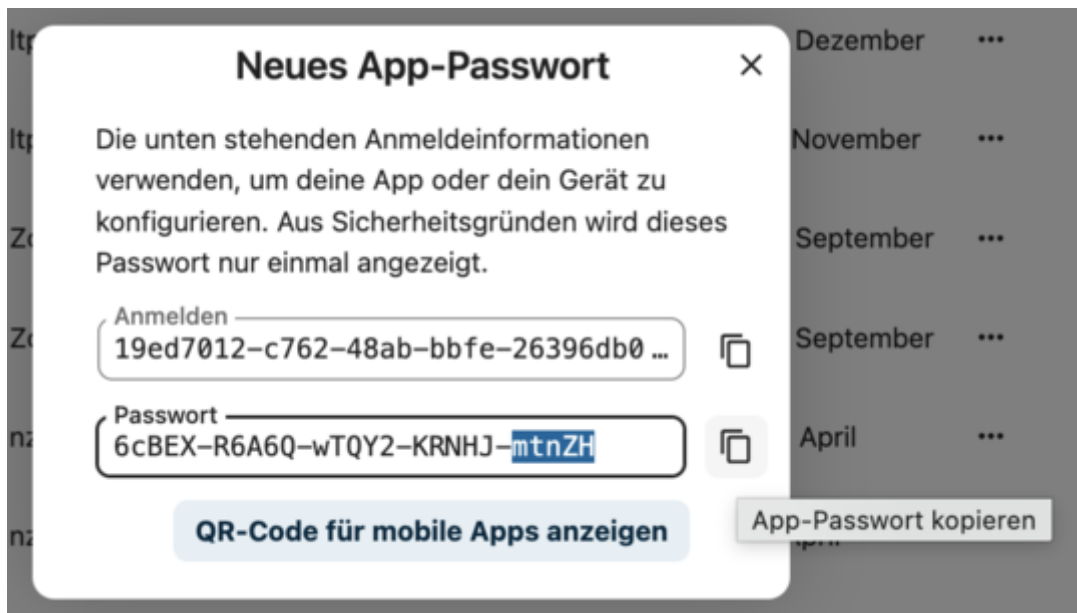 Neues App-Passwort
Die unten stehenden Anmeldeinformationen
verwenden, um deine App oder dein Gerät zu
konfigurieren. Aus Sicherheitsgründen wird dieses
Passwort nur einmal angezeigt.
Anmelden
19ed7012-c762-48ab-bbfe-26396db0 …
Passwort
6cBEX-R6A6Q-wTQY2-KRNHJ-mtnZH
QR-Code für mobile Apps anzeigen
App-Passwort kopieren
Dezember
November
September
September
April